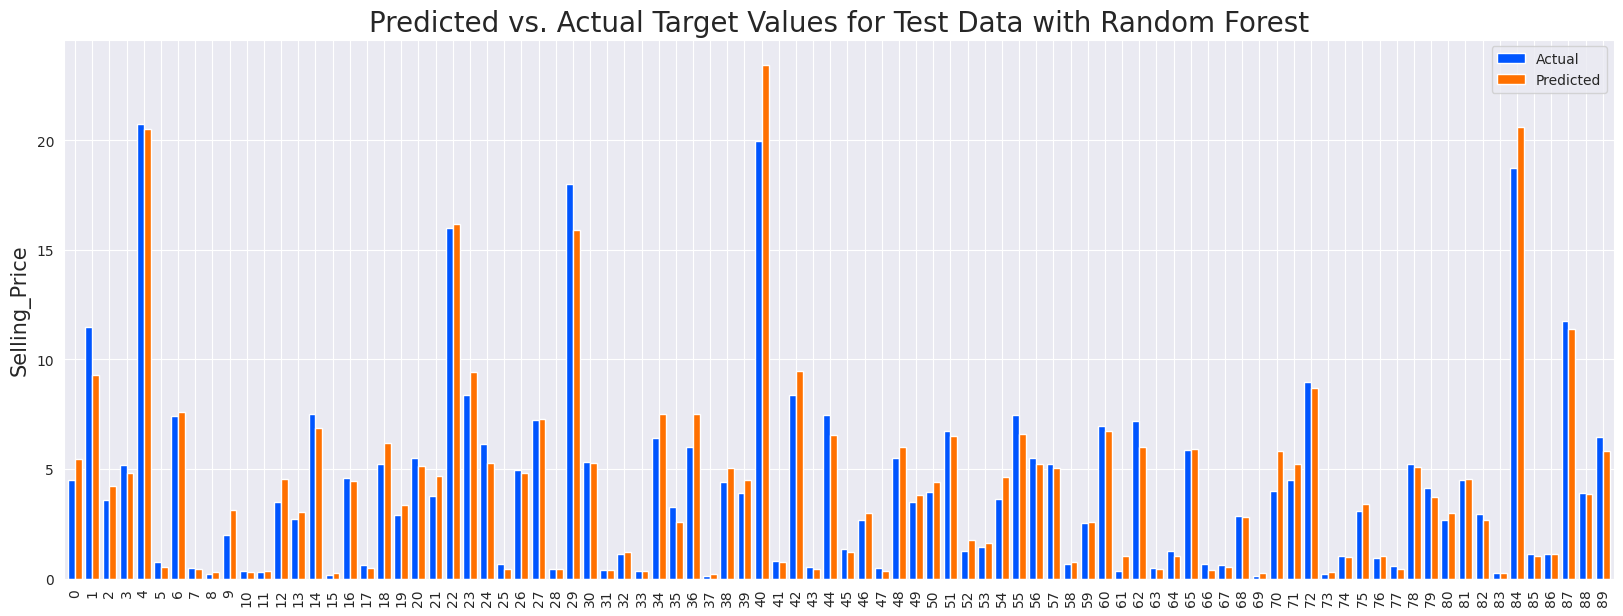 Predicted vs. Actual Target Values for Test Data with Random Forest
Actual
Predicted
Selling_Price
20
15
10
5
0
0 1 2 3 4 5 6 7 8 9 10 11 12 13 14 15 16 17 18 19 20 21 22 23 24 25 26 27 28 29 30 31 32 33 34 35 36 37 38 39 40 41 42 43 44 45 46 47 48 49 50 51 52 53 54 55 56 57 58 59 60 61 62 63 64 65 66 67 68 69 70 71 72 73 74 75 76 77 78 79 80 81 82 83 84 85 86 87 88 89